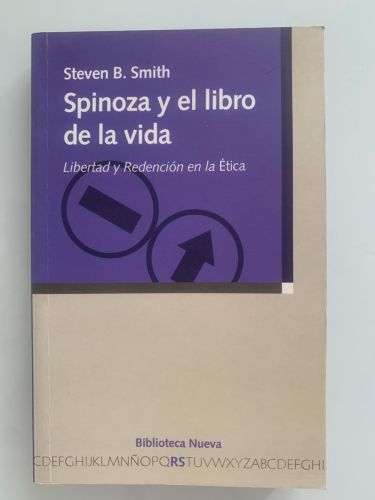 Steven B. Smith
Spinoza y el libro
de la vida
Libertad y Redención en la Ética
Biblioteca Nueva
CDEFGHIJKLMNÑOPQRSTUVWXYZABCDEFGHI